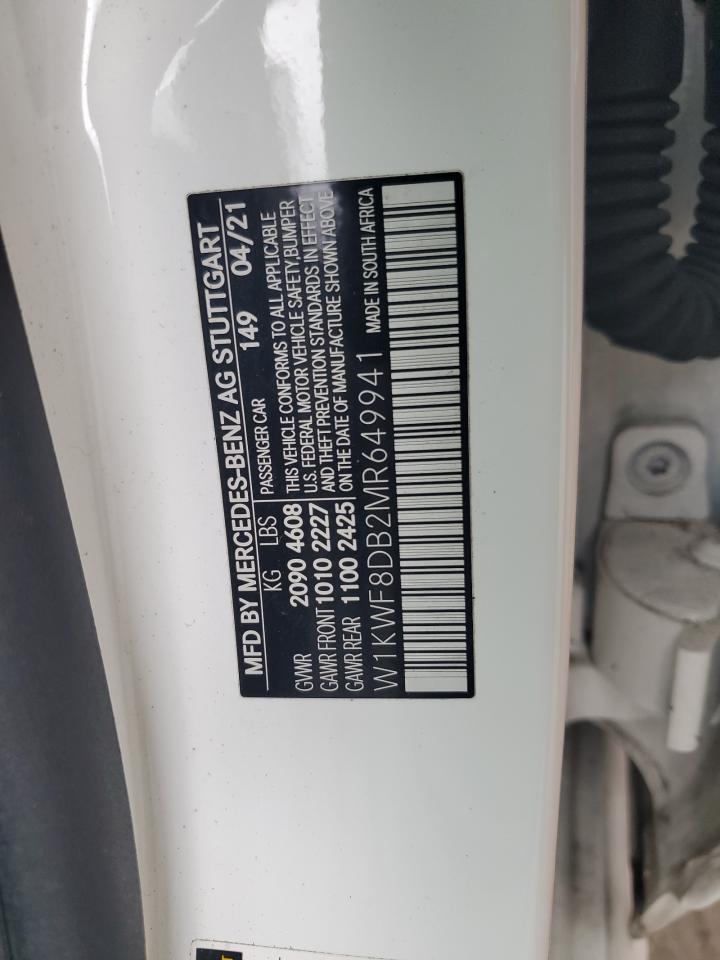 MFD BY MERCEDES-BENZ AG STUTTGART
149 04/21
KG LBS PASSENGER CAR
GVWR 2090 4608
GAWR FRONT 1010 2227
GAWR REAR 1100 2425
THIS VEHICLE CONFORMS TO ALL APPLICABLE
U.S. FEDERAL MOTOR VEHICLE SAFETY,BUMPER
AND THEFT PREVENTION STANDARDS IN EFFECT
ON THE DATE OF MANUFACTURE SHOWN ABOVE
W1KWF8DB2MR649941 MADE IN SOUTH AFRICA